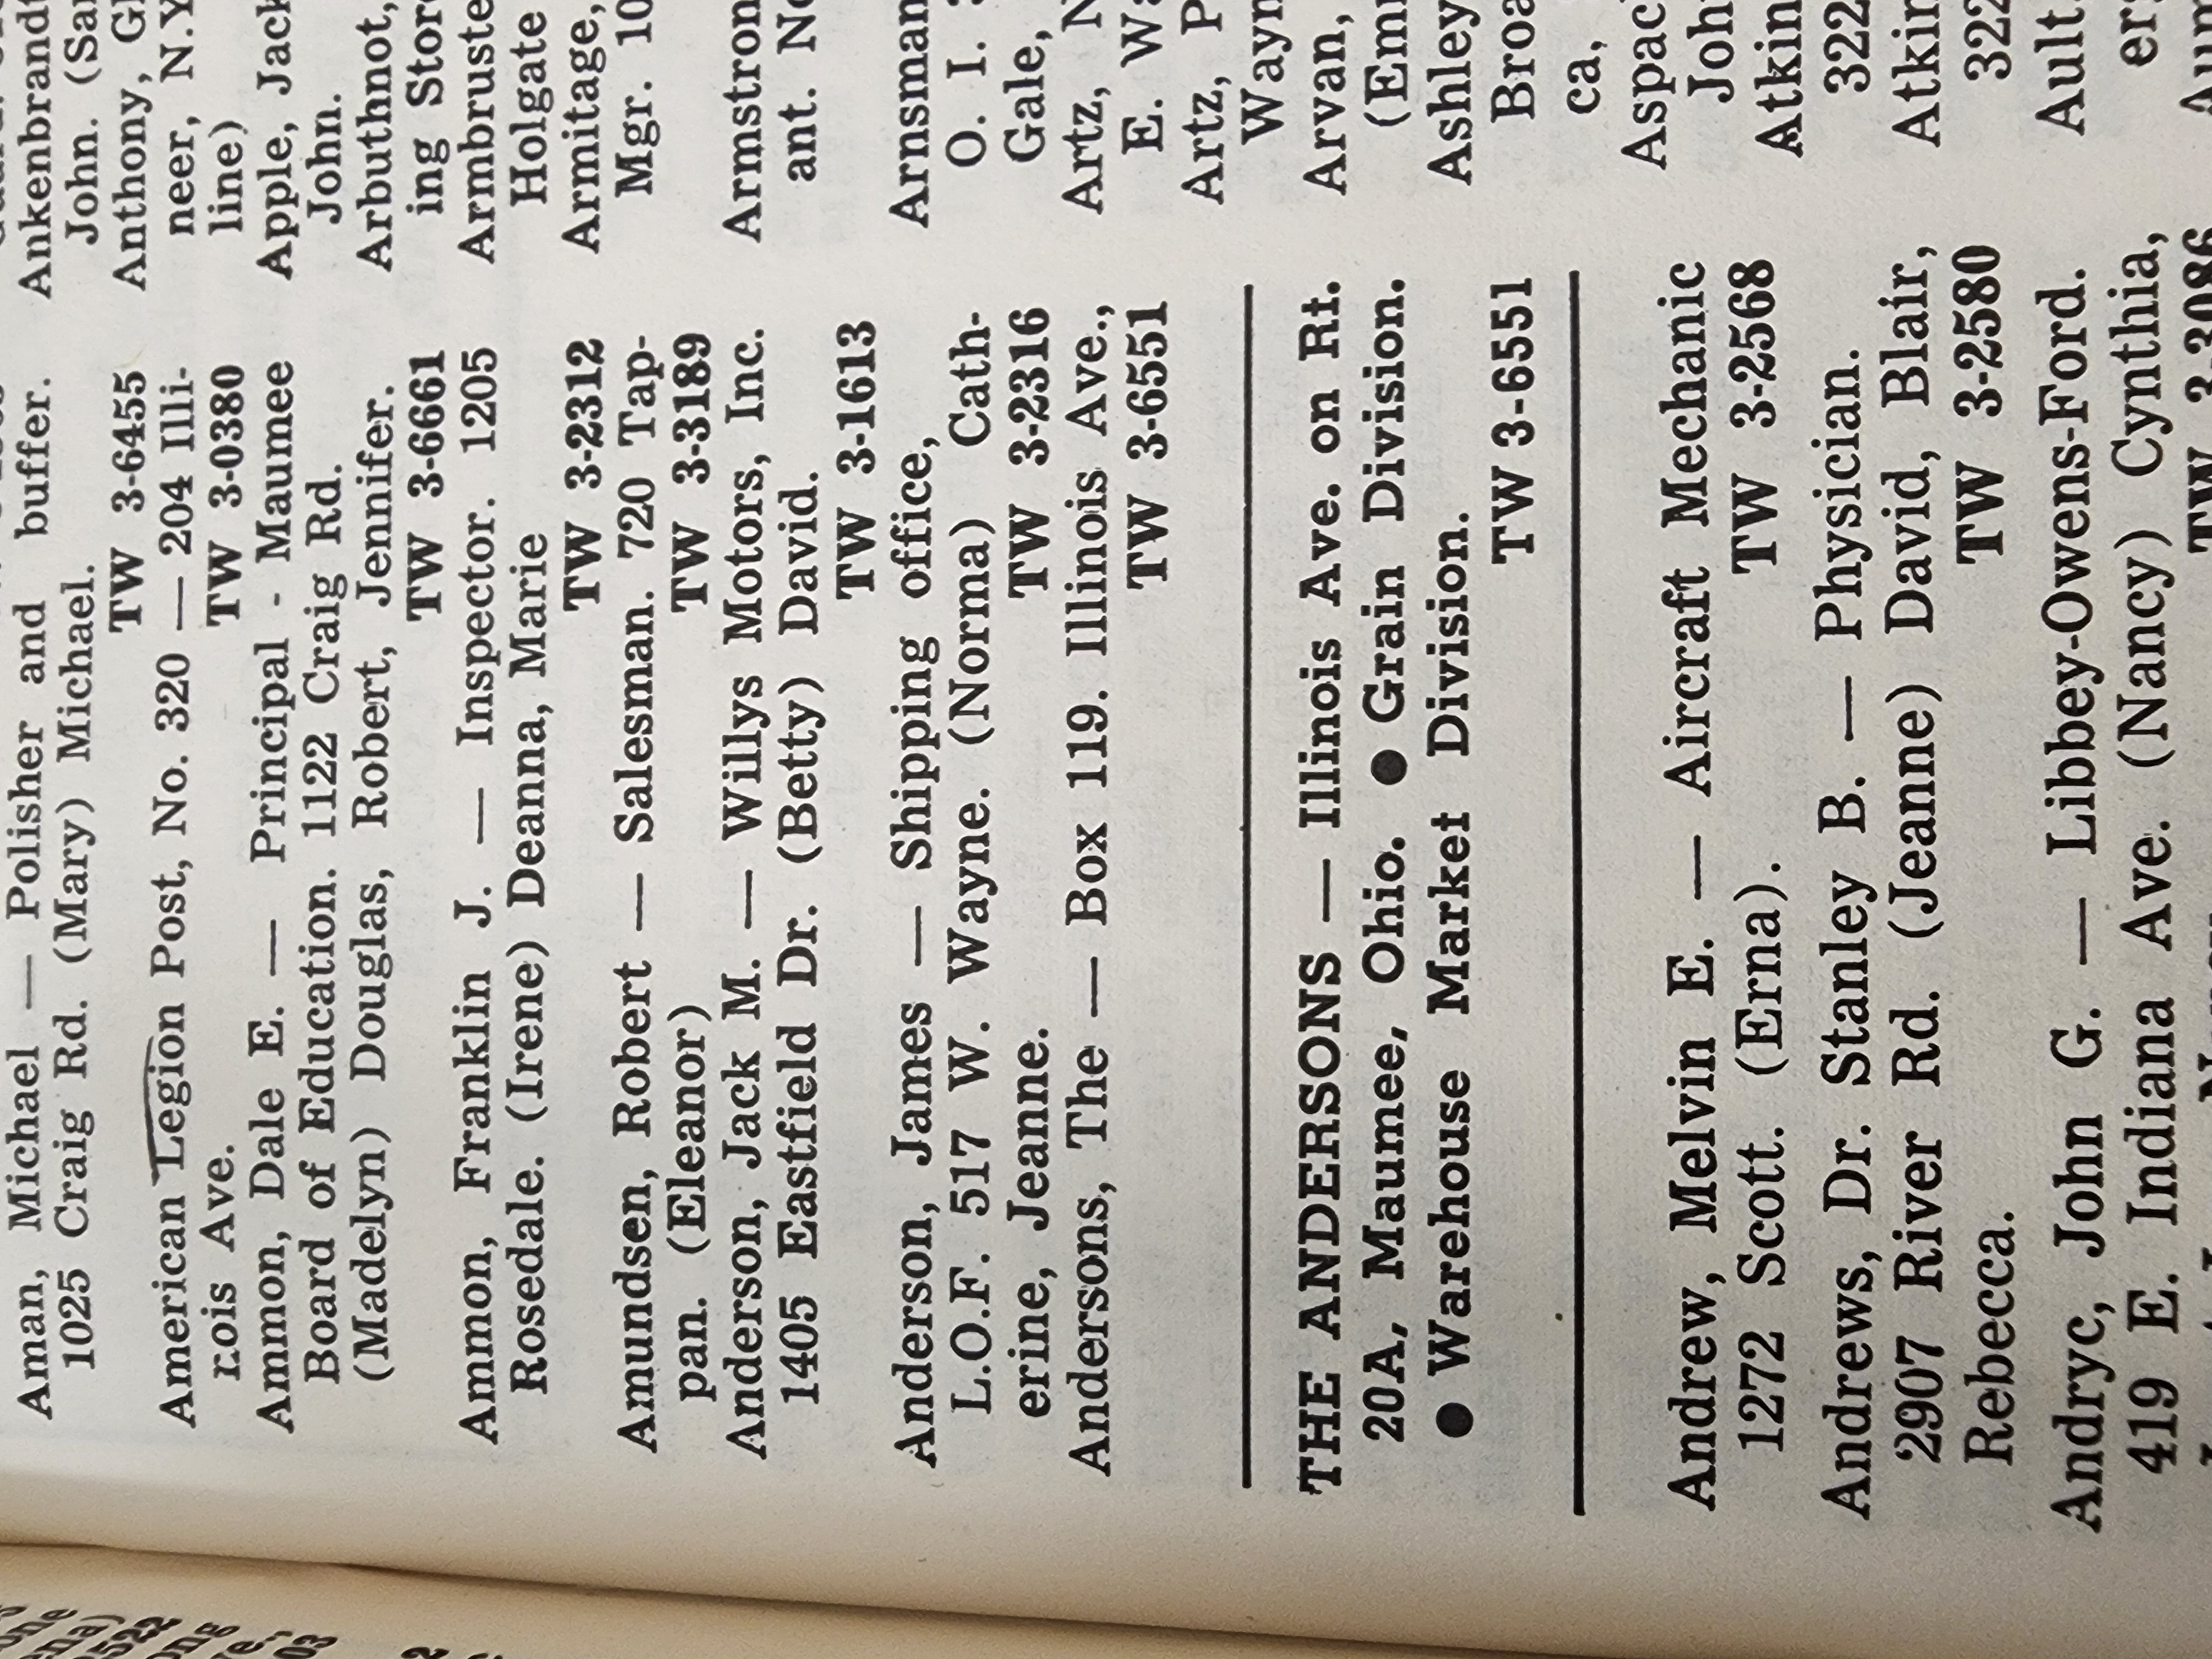 Aman, Michael — Polisher and buffer.
1025 Craig Rd. (Mary) Michael.
TW 3-6455
American Legion Post, No. 320 — 204 Illi-
nois Ave. TW 3-0380
Ammon, Dale E. — Principal - Maumee
Board of Education. 1122 Craig Rd.
(Madelyn) Douglas, Robert, Jennifer.
TW 3-6661
Ammon, Franklin J. — Inspector. 1205
Rosedale. (Irene) Deanna, Marie
TW 3-2312
Amundsen, Robert — Salesman. 720 Tap-
pan. (Eleanor) TW 3-3189
Anderson, Jack M. — Willys Motors, Inc.
1405 Eastfield Dr. (Betty) David.
TW 3-1613
Anderson, James — Shipping office,
L.O.F. 517 W. Wayne. (Norma) Cath-
erine, Jeanne. TW 3-2316
Andersons, The — Box 119. Illinois Ave.,
TW 3-6551
THE ANDERSONS — Illinois Ave. on Rt.
20A, Maumee, Ohio. ● Grain Division.
● Warehouse Market Division.
TW 3-6551
Andrew, Melvin E. — Aircraft Mechanic
1272 Scott. (Erna). TW 3-2568
Andrews, Dr. Stanley B. — Physician.
2907 River Rd. (Jeanne) David, Blair,
Rebecca. TW 3-2580
Andryc, John G. — Libbey-Owens-Ford.
419 E. Indiana Ave. (Nancy) Cynthia,
Ankenbrandt
John. (Sa
Anthony, Gl
neer, N.Y
line)
Apple, Jack
John.
Arbuthnot,
ing Stor
Armbruste
Holgate
Armitage,
Mgr. 10
Armstron
ant. No
Arnsman
O. I.
Gale,
Artz, N
E. Wa
Artz, P
Wayn
Arvan,
(Em
Ashley
Broa
ca,
Aspac
Joh
Atkin
322
Atkin
322
Ault.
er